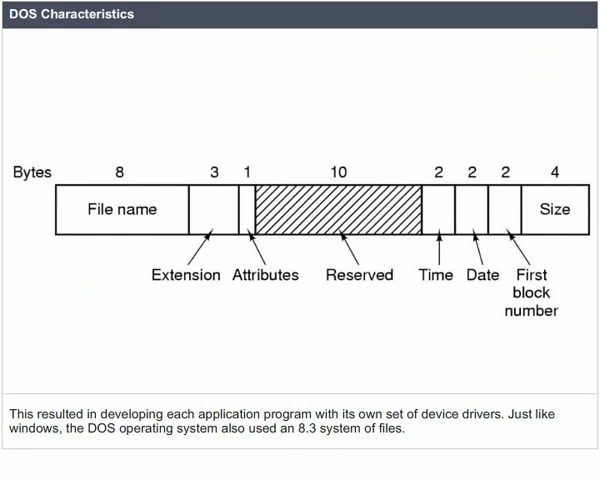 DOS Characteristics
Bytes 8 3 1 10 2 2 2 4
File name Size
Extension Attributes Reserved Time Date First
block
number
This resulted in developing each application program with its own set of device drivers. Just like
windows, the DOS operating system also used an 8.3 system of files.